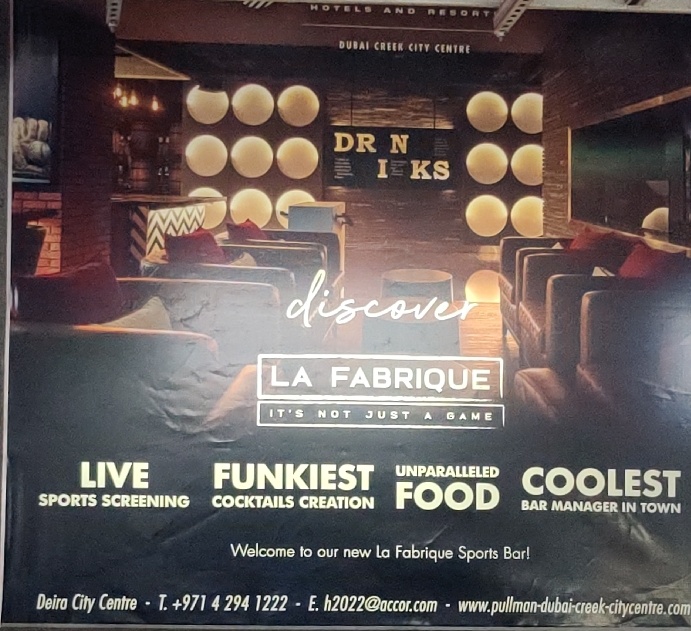 HOTELS AND RESORT
DUBAI CREEK CITY CENTRE
DR N
I KS
discover
LA FABRIQUE
IT'S NOT JUST A GAME
LIVE
SPORTS SCREENING
FUNKIEST
COCKTAILS CREATION
UNPARALLELED
FOOD
COOLEST
BAR MANAGER IN TOWN
Welcome to our new La Fabrique Sports Bar!
Deira City Centre - T. +971 4 294 1222 - E. h2022@accor.com - www.pullman-dubai-creek-citycentre.com